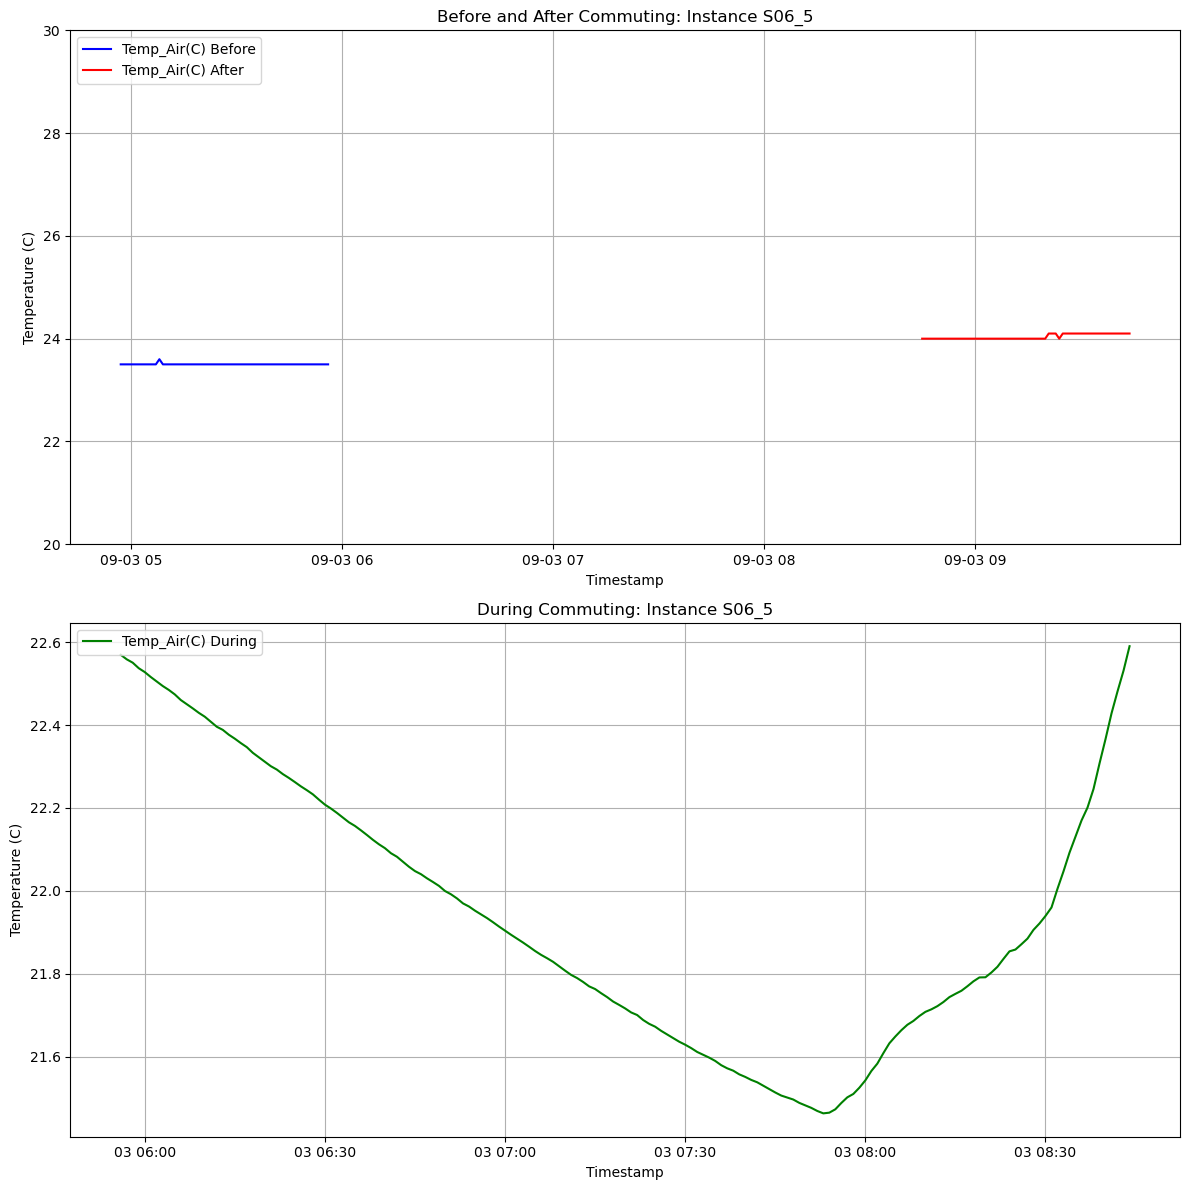 Before and After Commuting: Instance S06_5
Temp_Air(C) Before
Temp_Air(C) After
Temperature (C)
30
28
26
24
22
20
09-03 05
09-03 06
09-03 07
09-03 08
09-03 09
Timestamp
During Commuting: Instance S06_5
Temp_Air(C) During
Temperature (C)
22.6
22.4
22.2
22.0
21.8
21.6
03 06:00
03 06:30
03 07:00
03 07:30
03 08:00
03 08:30
Timestamp